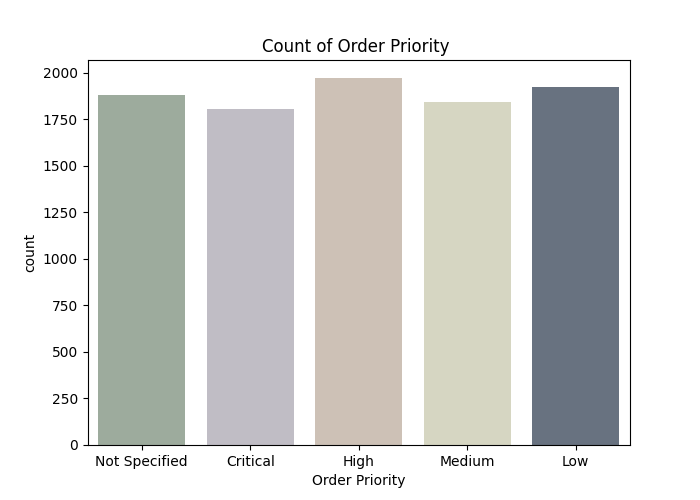 Count of Order Priority
2000
1750
1500
1250
1000
750
500
250
0
count
Not Specified Critical High Medium Low
Order Priority